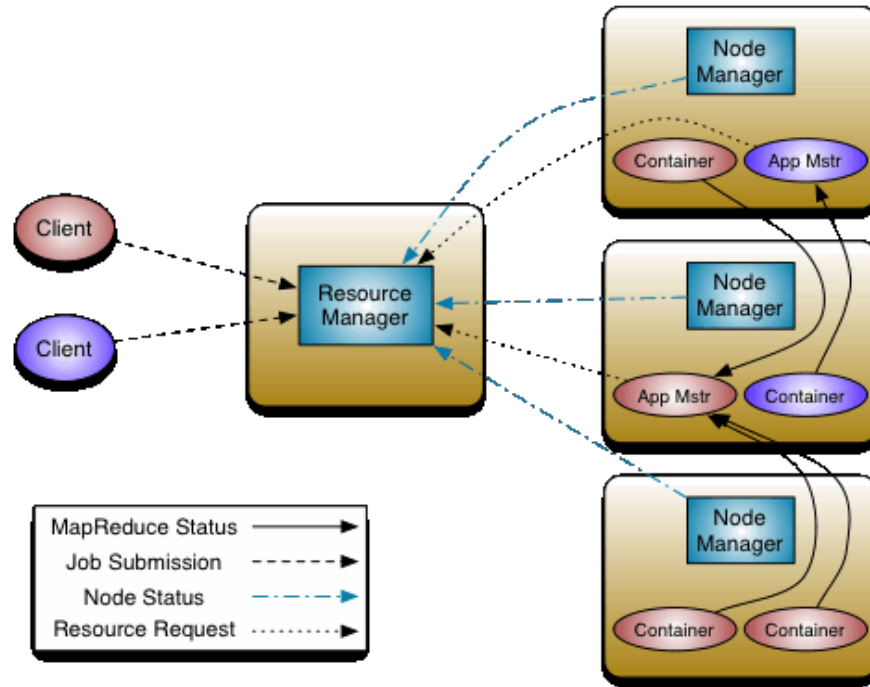 Client
Client
Resource
Manager
Node
Manager
Container
App Mstr
Node
Manager
App Mstr
Container
Node
Manager
Container
Container
MapReduce Status
Job Submission
Node Status
Resource Request